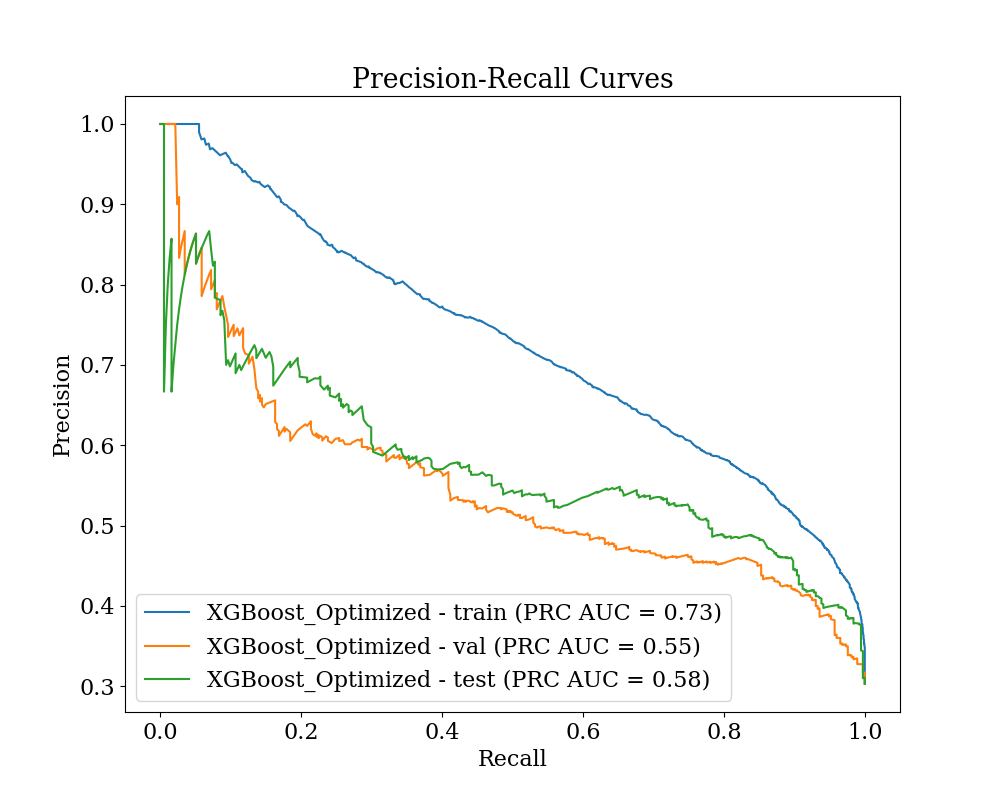 Precision-Recall Curves
Precision
1.0
0.9
0.8
0.7
0.6
0.5
0.4
0.3
XGBoost_Optimized - train (PRC AUC = 0.73)
XGBoost_Optimized - val (PRC AUC = 0.55)
XGBoost_Optimized - test (PRC AUC = 0.58)
0.0 0.2 0.4 0.6 0.8 1.0
Recall